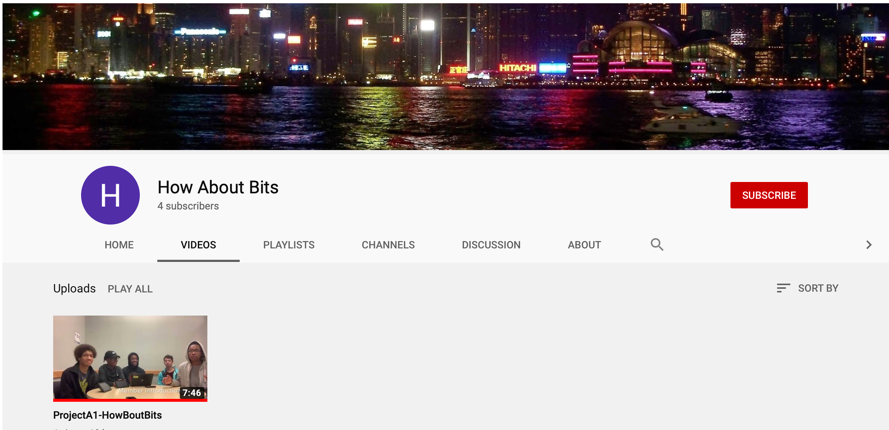 Panasonic
HITACHI
H
How About Bits
4 subscribers
SUBSCRIBE
HOME
VIDEOS
PLAYLISTS
CHANNELS
DISCUSSION
ABOUT
Uploads
PLAY ALL
SORT BY
7:46
ProjectA1-HowBoutBits